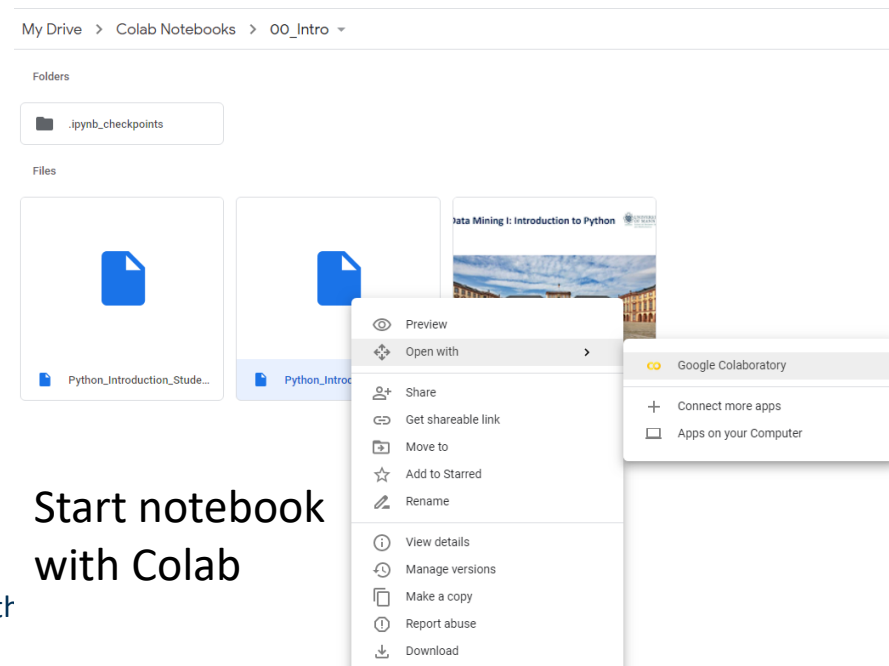 My Drive > Colab Notebooks > 00_Intro
Folders
.ipynb_checkpoints
Files
Data Mining I: Introduction to Python
Preview
Open with
Google Colaboratory
Python_Introduction_Stude...
Python_Introd
Share
Connect more apps
Get shareable link
Apps on your Computer
Move to
Add to Starred
Rename
Start notebook
with Colab
View details
Manage versions
Make a copy
Report abuse
Download